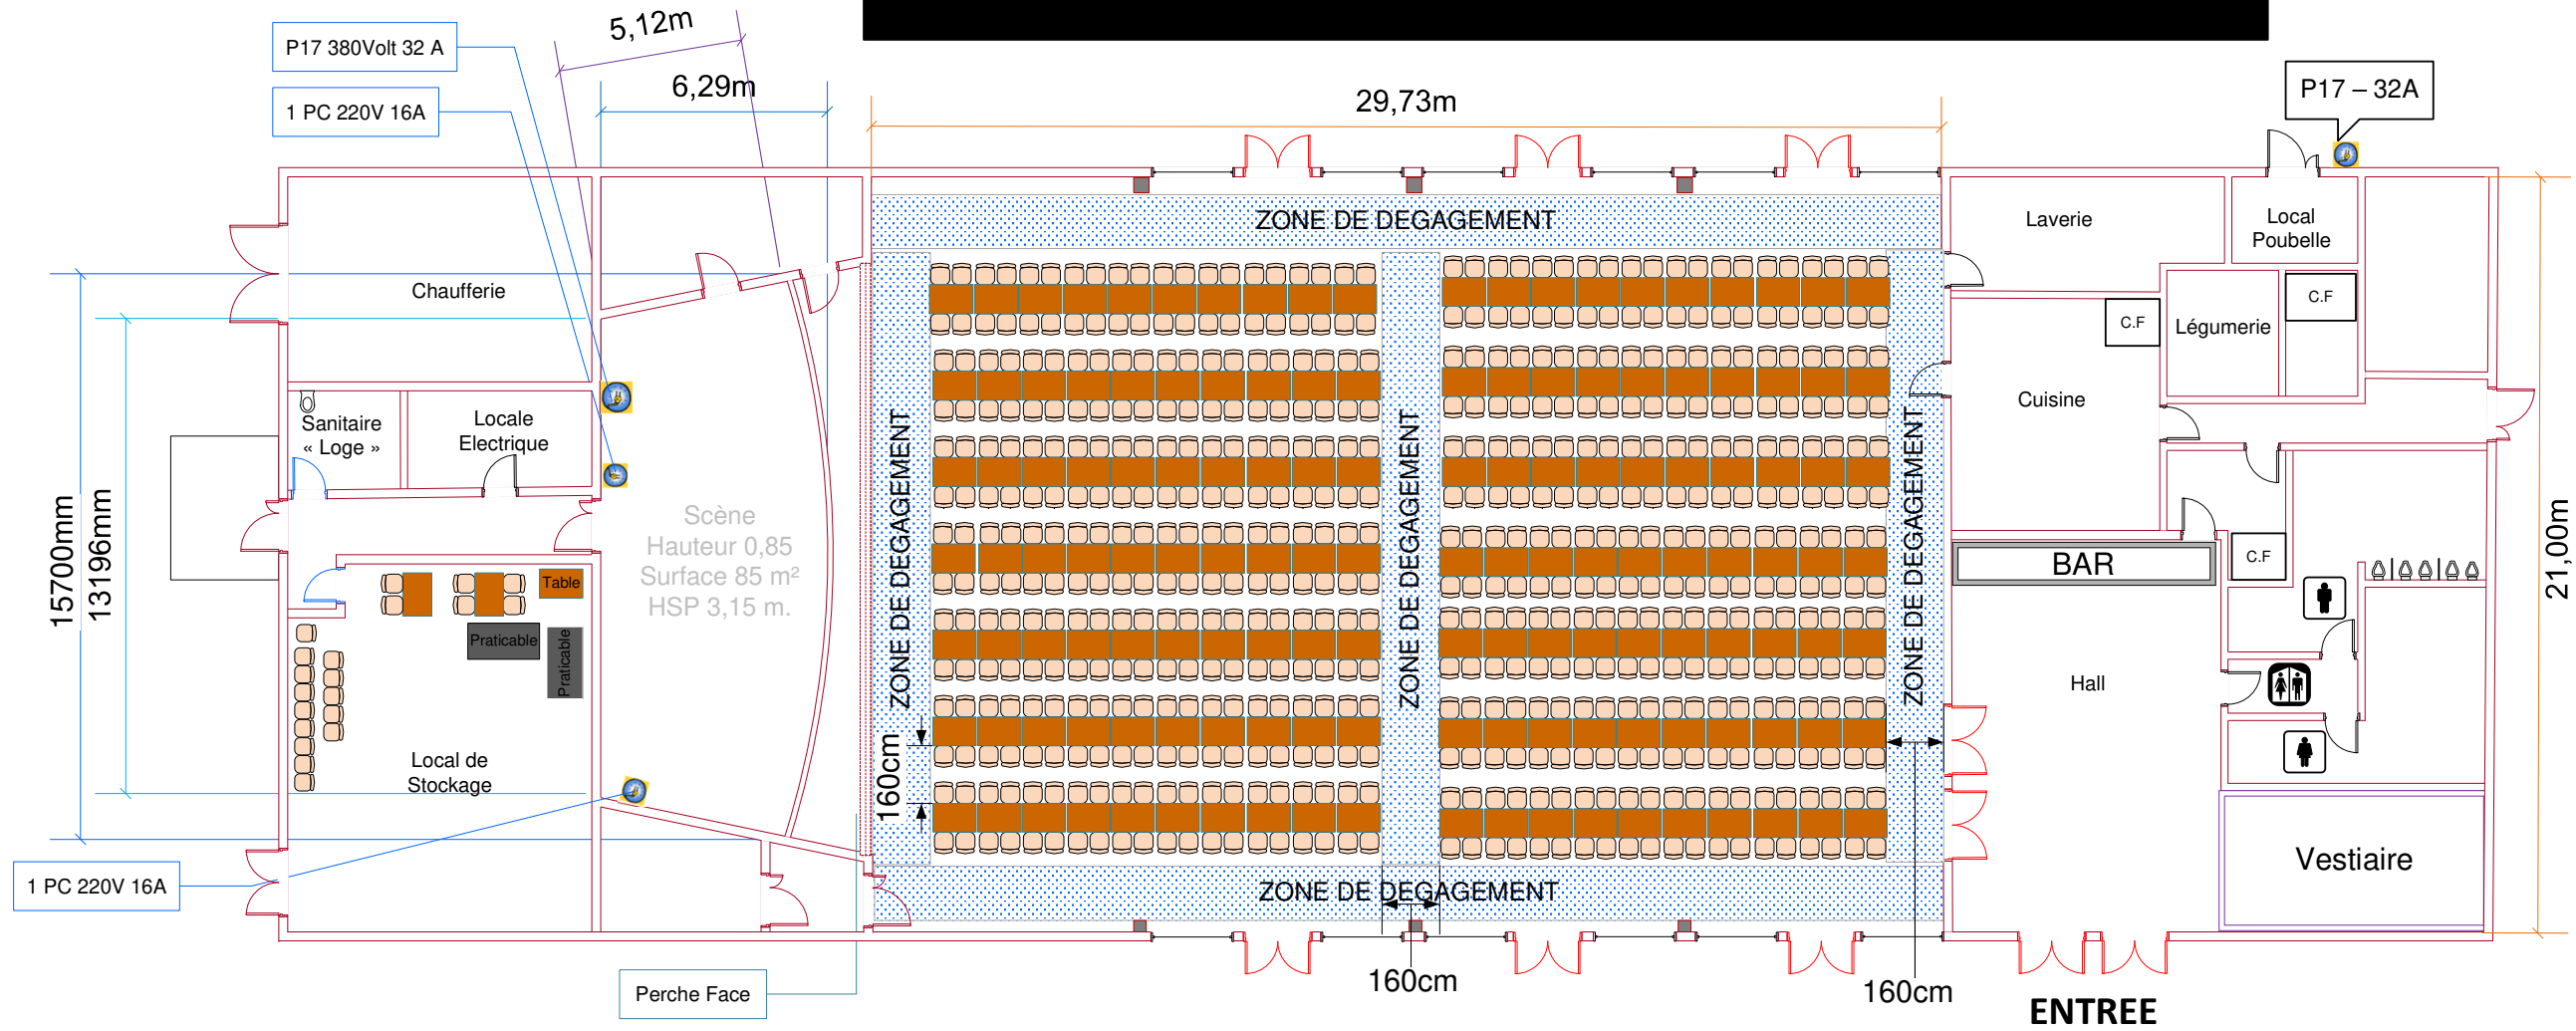 5,12m
P17 380Volt 32 A
6,29m
P17 – 32A
1 PC 220V 16A
29,73m
ZONE DE DEGAGEMENT
Laverie
Local
Poubelle
Chaufferie
C.F
C.F
Légumerie
Cuisine
Sanitaire
« Loge »
Locale
Electrique
ZONE DE DEGAGEMENT
ZONE DE DEGAGEMENT
ZONE DE DEGAGEMENT
15700mm
13196mm
Scène
Hauteur 0,85
Surface 85 m²
HSP 3,15 m.
21,00m
BAR
C.F
Table
Praticable
Praticable
Hall
Local de
Stockage
160cm
Vestiaire
1 PC 220V 16A
ZONE DE DEGAGEMENT
Perche Face
160cm
160cm
ENTREE